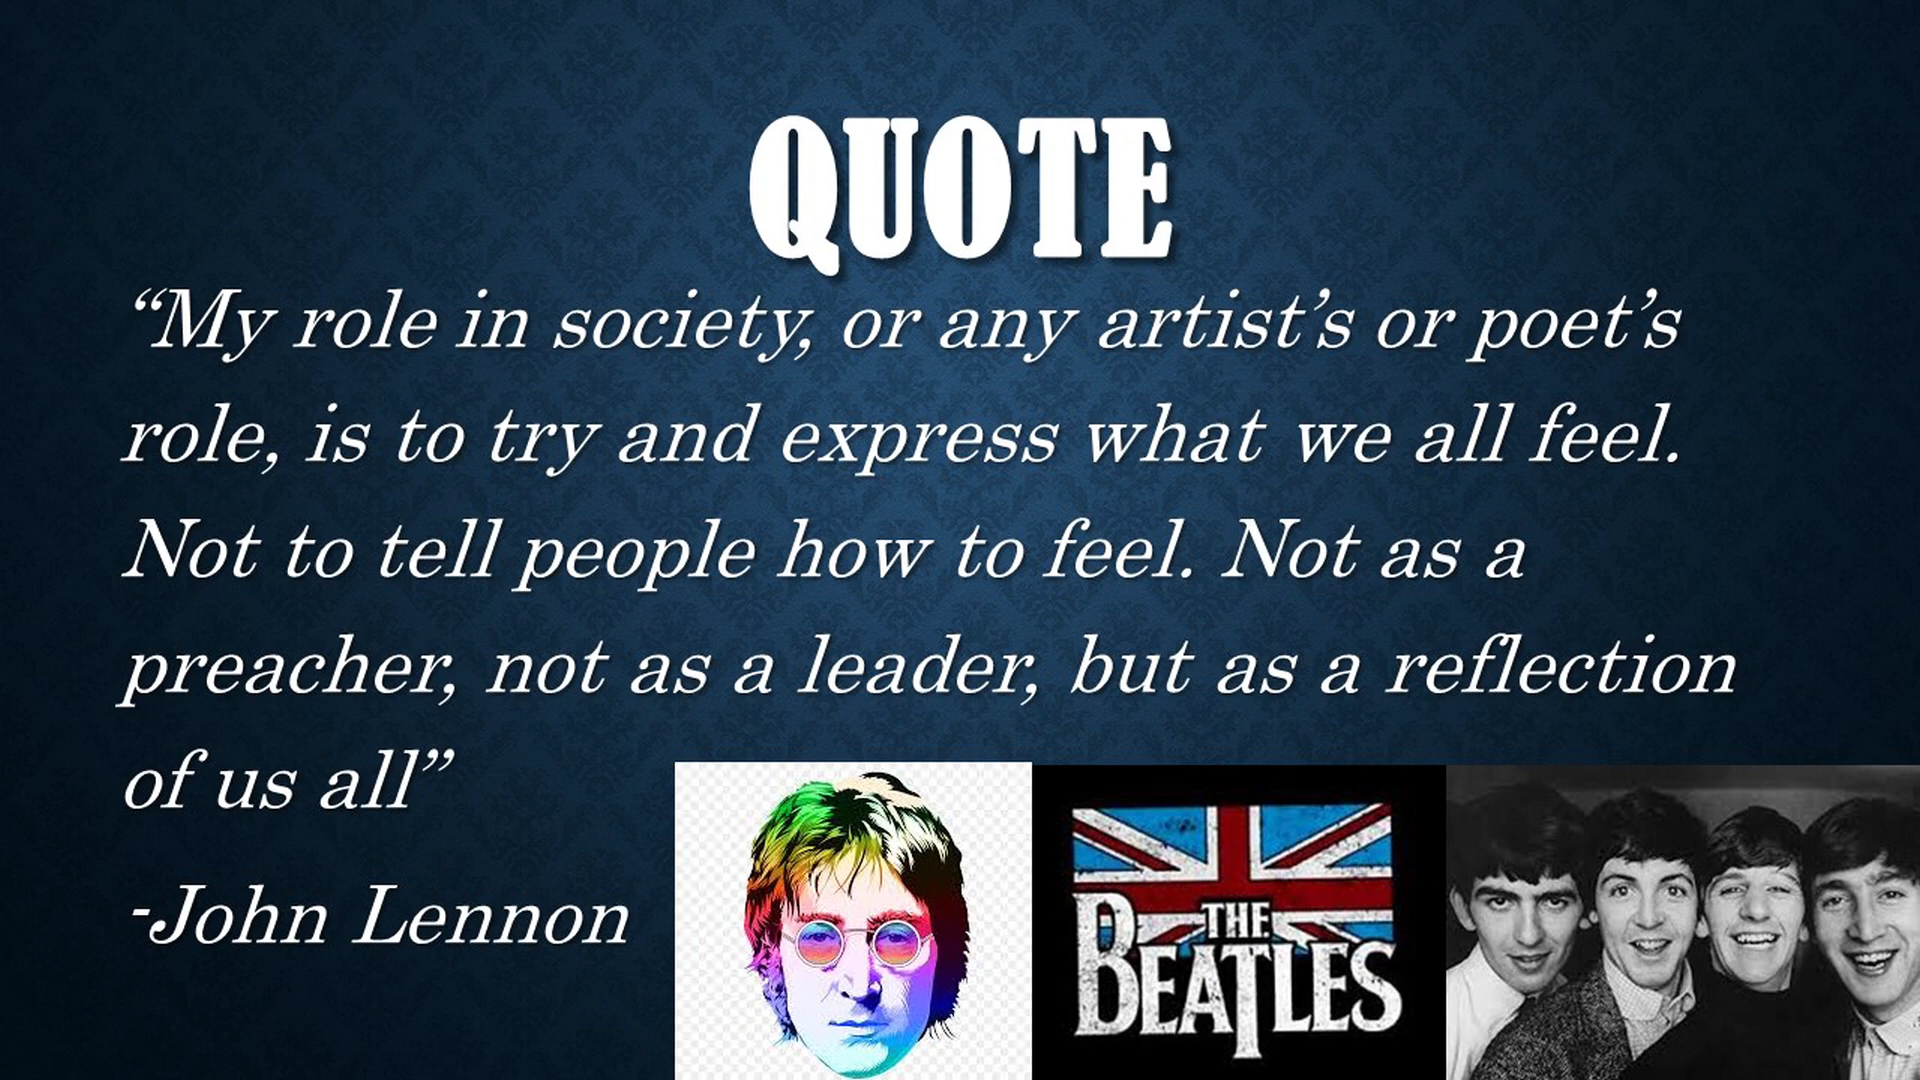 QUOTE
“My role in society, or any artist’s or poet’s
role, is to try and express what we all feel.
Not to tell people how to feel. Not as a
preacher, not as a leader, but as a reflection
of us all”
-John Lennon
THE
BEATLES